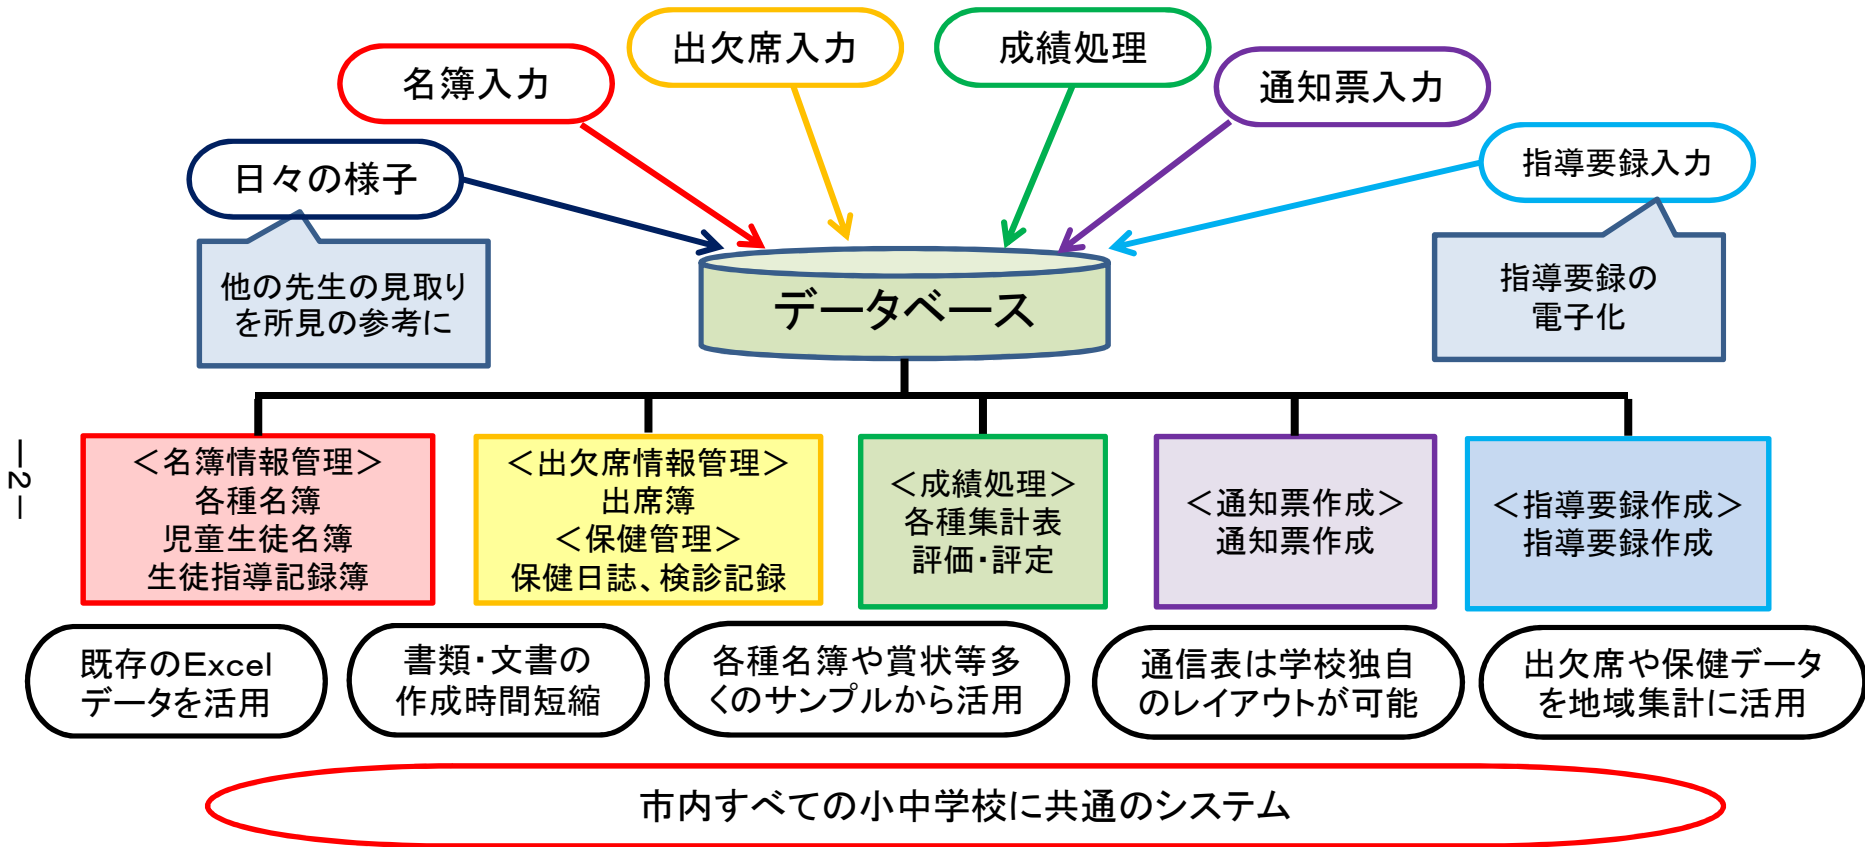 出欠席入力
成績処理
名簿入力
通知票入力
日々の様子
指導要録入力
他の先生の見取り
を所見の参考に
データベース
指導要録の
電子化
<名簿情報管理>
各種名簿
児童生徒名簿
生徒指導記録簿
<出欠席情報管理>
出席簿
<保健管理>
保健日誌、検診記録
<成績処理>
各種集計表
評価・評定
<通知票作成>
通知票作成
<指導要録作成>
指導要録作成
既存のExcel
データを活用
書類・文書の
作成時間短縮
各種名簿や賞状等多
くのサンプルから活用
通信表は学校独自
のレイアウトが可能
出欠席や保健データ
を地域集計に活用
市内すべての小中学校に共通のシステム
－2－